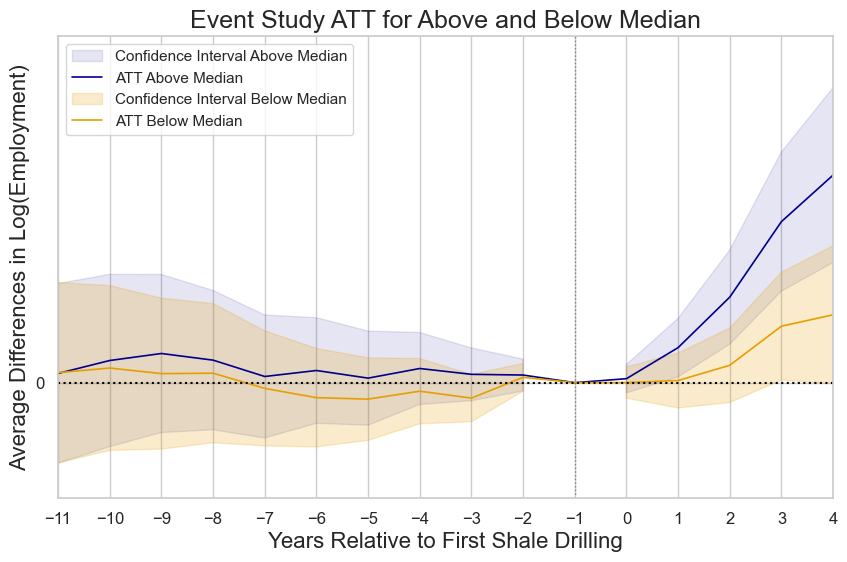 Event Study ATT for Above and Below Median
Confidence Interval Above Median
ATT Above Median
Confidence Interval Below Median
ATT Below Median
Average Differences in Log(Employment)
0
−11 −10 −9 −8 −7 −6 −5 −4 −3 −2 −1 0 1 2 3 4
Years Relative to First Shale Drilling